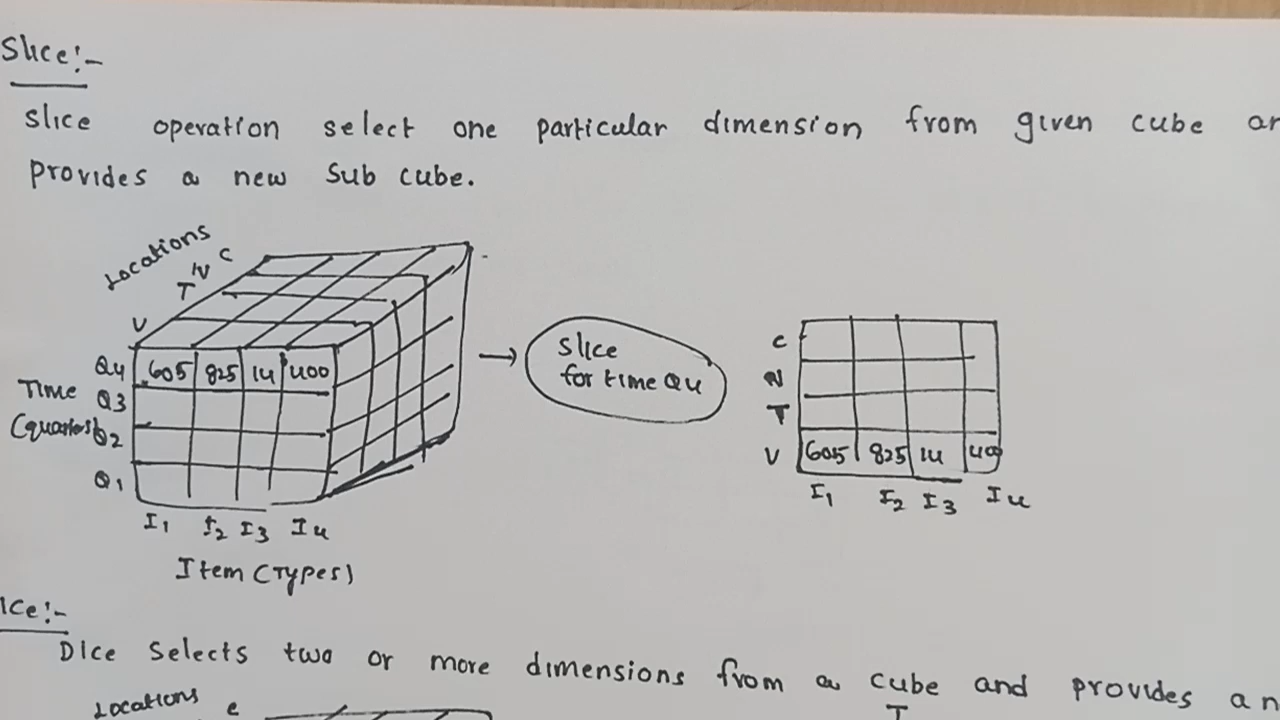 Slice:-
slice operation select one particular dimension from given cube
provides a new sub cube.
Locations
C
N
T
V
Q4 605 825 14 400
Time Q3
(quarters) Q2
Q1
I1 I2 I3 I4
Item (Types)
slice
for time Q4
C
N
T
V 605 825 14 400
I1 I2 I3 I4
Dice selects two or more dimensions from a cube and provides an
Locations
C
T